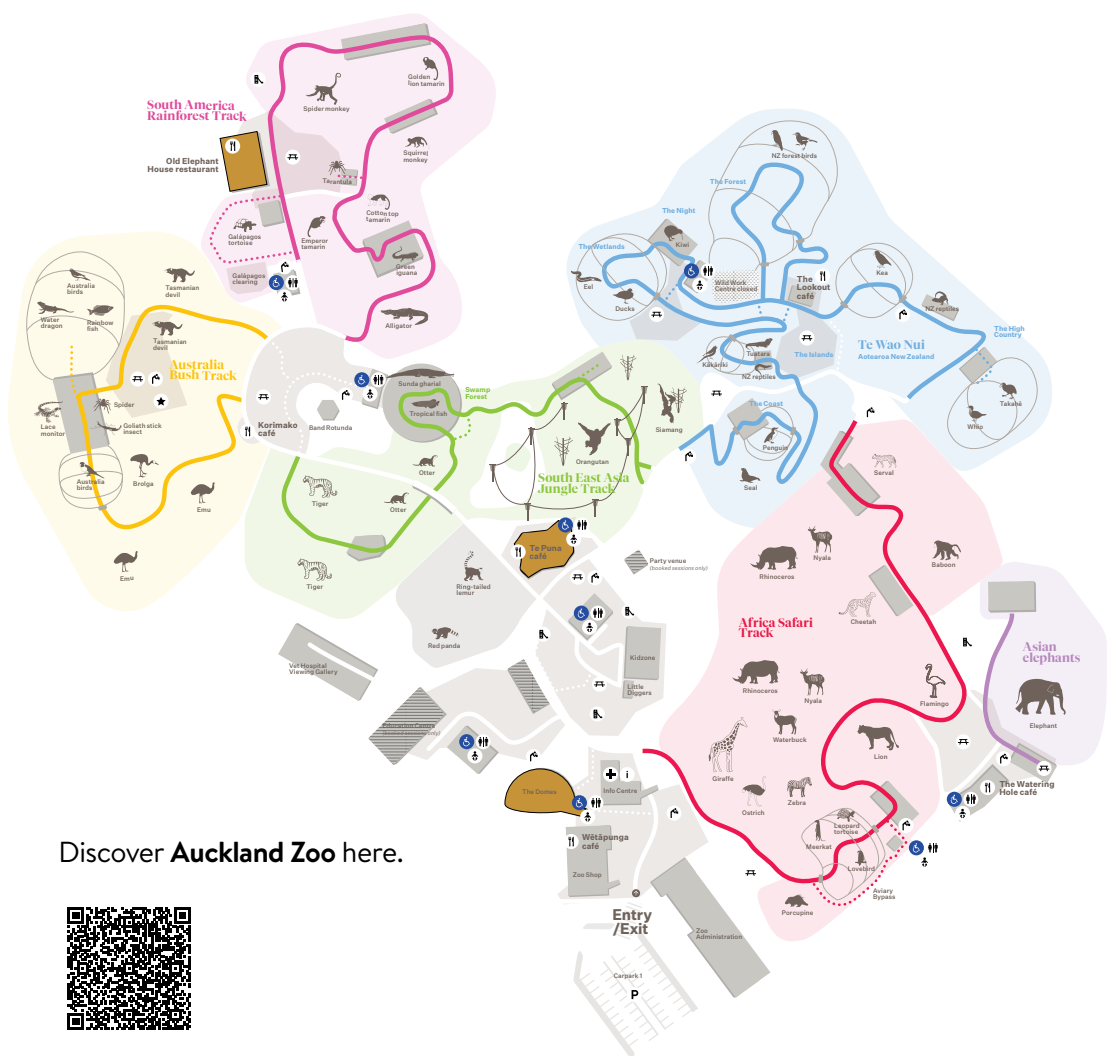 South America
Rainforest Track
Spider monkey
Golden
lion tamarin
Squirrel
monkey
Old Elephant
House restaurant
Tarantula
Cotton top
tamarin
Galápagos
tortoise
Emperor
tamarin
Green
iguana
Galápagos
clearing
Alligator
Australia
birds
Tasmanian
devil
Water
dragon
Rainbow
fish
Tasmanian
devil
Australia
Bush Track
Spider
Lace
monitor
Goliath stick
insect
Australia
birds
Brolga
Emu
Emu
Korimako
café
Band Rotunda
Sunda gharial
Tropical fish
Swamp
Forest
Otter
Otter
Tiger
Tiger
Orangutan
Siamang
South East Asia
Jungle Track
NZ forest birds
The Forest
The Night
Kiwi
The Wetlands
Eel
Ducks
Wild Work
Centre closed
The
Lookout
café
Kea
NZ reptiles
The High
Country
Te Wao Nui
Aotearoa New Zealand
Tuatara
The Islands
Kākāriki
NZ reptiles
Takahē
Whio
The Coast
Penguin
Seal
Serval
Nyala
Rhinoceros
Baboon
Cheetah
Africa Safari
Track
Rhinoceros
Nyala
Flamingo
Waterbuck
Lion
Giraffe
Ostrich
Zebra
Leopard
tortoise
Meerkat
Lovebird
Aviary
Bypass
Porcupine
Asian
elephants
Elephant
The Watering
Hole café
Te Puna
café
Party venue
(booked sessions only)
Ring-tailed
lemur
Red panda
Vet Hospital
Viewing Gallery
Kidzone
Little
Diggers
Education Centre
(booked sessions only)
The Domes
i
Info Centre
Wētāpunga
café
Zoo Shop
Entry
/Exit
Zoo
Administration
Carpark 1
P
Discover Auckland Zoo here.